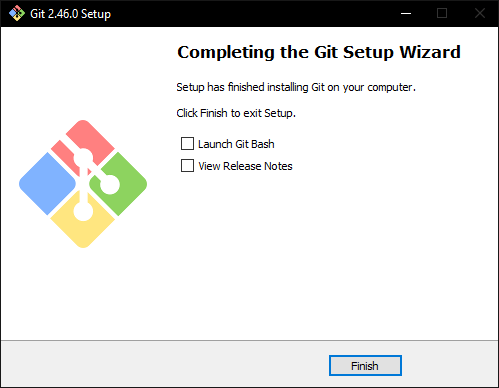 Git 2.46.0 Setup
Completing the Git Setup Wizard
Setup has finished installing Git on your computer.
Click Finish to exit Setup.
Launch Git Bash
View Release Notes
Finish